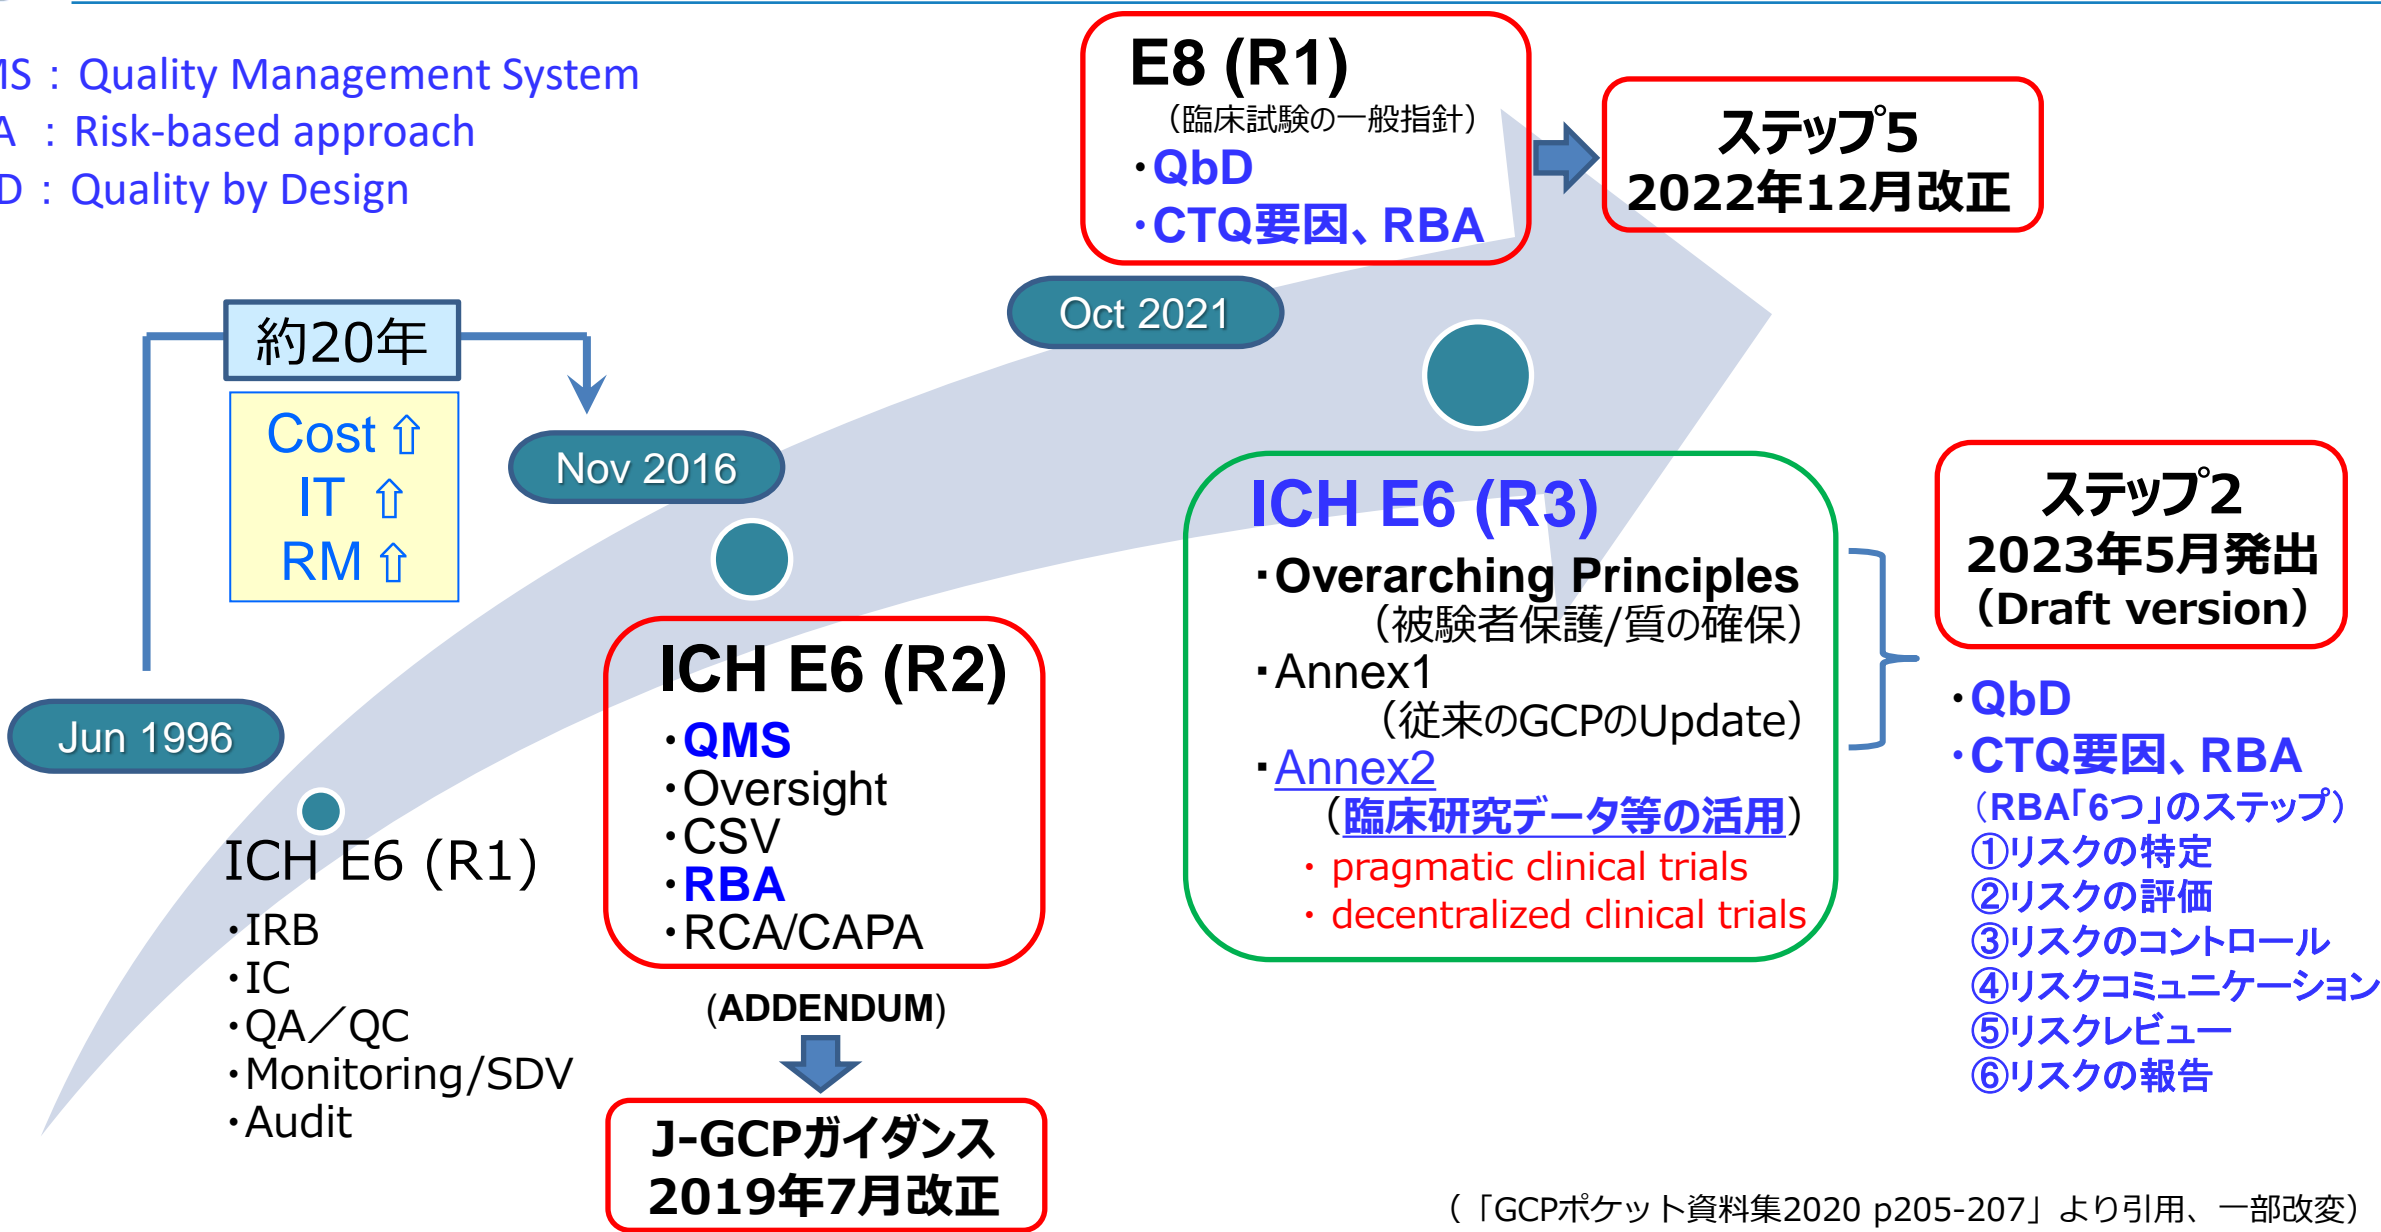 MS：Quality Management System
A ：Risk-based approach
D：Quality by Design
E8 (R1)
（臨床試験の一般指針）
・QbD
・CTQ要因、RBA
ステップ5
2022年12月改正
Oct 2021
約20年
Cost ⇧
IT ⇧
RM ⇧
Nov 2016
Jun 1996
ICH E6 (R1)
・IRB
・IC
・QA／QC
・Monitoring/SDV
・Audit
ICH E6 (R2)
・QMS
・Oversight
・CSV
・RBA
・RCA/CAPA
(ADDENDUM)
J-GCPガイダンス
2019年7月改正
ICH E6 (R3)
・Overarching Principles
（被験者保護/質の確保）
・Annex1
（従来のGCPのUpdate）
・Annex2
（臨床研究データ等の活用）
・pragmatic clinical trials
・decentralized clinical trials
ステップ2
2023年5月発出
（Draft version）
・QbD
・CTQ要因、RBA
（RBA「6つ」のステップ）
①リスクの特定
②リスクの評価
③リスクのコントロール
④リスクコミュニケーション
⑤リスクレビュー
⑥リスクの報告
（「GCPポケット資料集2020 p205-207」より引用、一部改変）